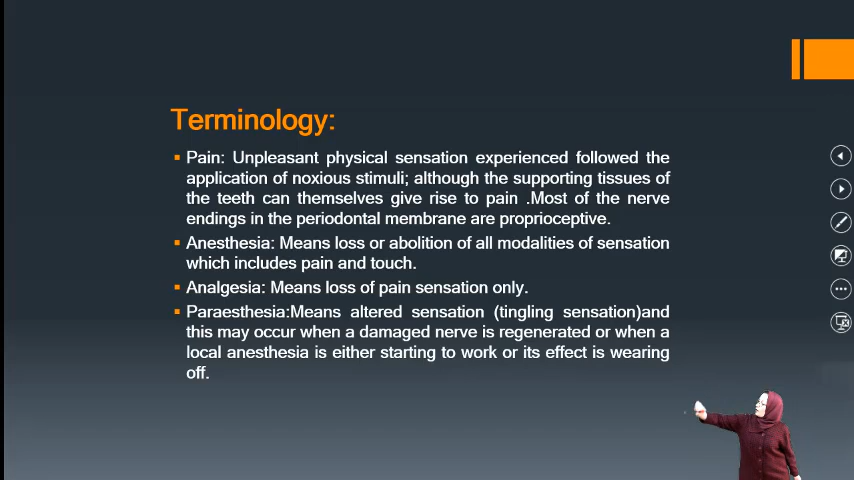 Terminology:
Pain: Unpleasant physical sensation experienced followed the
application of noxious stimuli; although the supporting tissues of
the teeth can themselves give rise to pain .Most of the nerve
endings in the periodontal membrane are proprioceptive.
Anesthesia: Means loss or abolition of all modalities of sensation
which includes pain and touch.
Analgesia: Means loss of pain sensation only.
Paraesthesia:Means altered sensation (tingling sensation)and
this may occur when a damaged nerve is regenerated or when a
local anesthesia is either starting to work or its effect is wearing
off.